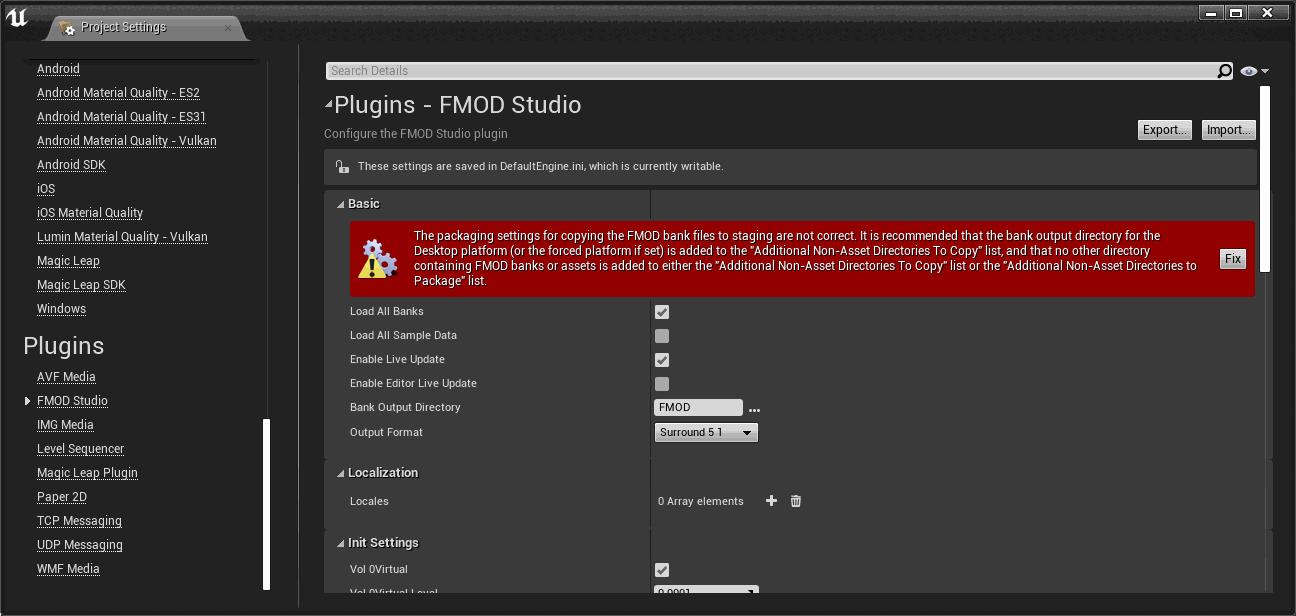 Project Settings
Android
Android Material Quality - ES2
Android Material Quality - ES31
Android Material Quality - Vulkan
Android SDK
iOS
iOS Material Quality
Lumin Material Quality - Vulkan
Magic Leap
Magic Leap SDK
Windows
Plugins
AVF Media
FMOD Studio
IMG Media
Level Sequencer
Magic Leap Plugin
Paper 2D
TCP Messaging
UDP Messaging
WMF Media
Search Details
Plugins - FMOD Studio
Configure the FMOD Studio plugin
Export...
Import...
These settings are saved in DefaultEngine.ini, which is currently writable.
Basic
The packaging settings for copying the FMOD bank files to staging are not correct. It is recommended that the bank output directory for the
Desktop platform (or the forced platform if set) is added to the "Additional Non-Asset Directories To Copy" list, and that no other directory
containing FMOD banks or assets is added to either the "Additional Non-Asset Directories To Copy" list or the "Additional Non-Asset Directories to
Package" list.
Fix
Load All Banks
Load All Sample Data
Enable Live Update
Enable Editor Live Update
Bank Output Directory
FMOD
...
Output Format
Surround 5 1
Localization
Locales
0 Array elements
Init Settings
Vol 0Virtual
Vol 0Virtual Level
0.0001